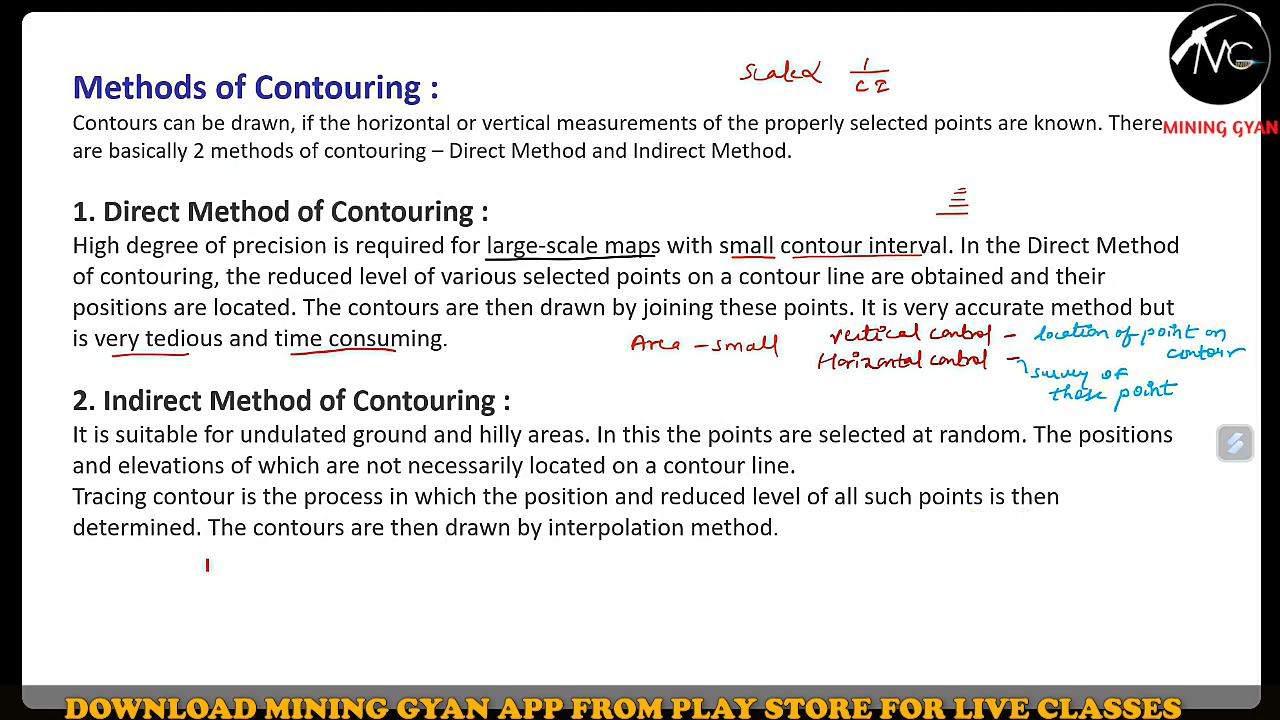 Methods of Contouring :
scale ∝ 1/CI
MG
Contours can be drawn, if the horizontal or vertical measurements of the properly selected points are known. There
MINING GYAN
are basically 2 methods of contouring – Direct Method and Indirect Method.
1. Direct Method of Contouring :
High degree of precision is required for large-scale maps with small contour interval. In the Direct Method
of contouring, the reduced level of various selected points on a contour line are obtained and their
positions are located. The contours are then drawn by joining these points. It is very accurate method but
is very tedious and time consuming.
Area - small
vertical control - location of point on
contour
Horizontal control -
survey of
these point
2. Indirect Method of Contouring :
It is suitable for undulated ground and hilly areas. In this the points are selected at random. The positions
and elevations of which are not necessarily located on a contour line.
Tracing contour is the process in which the position and reduced level of all such points is then
determined. The contours are then drawn by interpolation method.
DOWNLOAD MINING GYAN APP FROM PLAY STORE FOR LIVE CLASSES